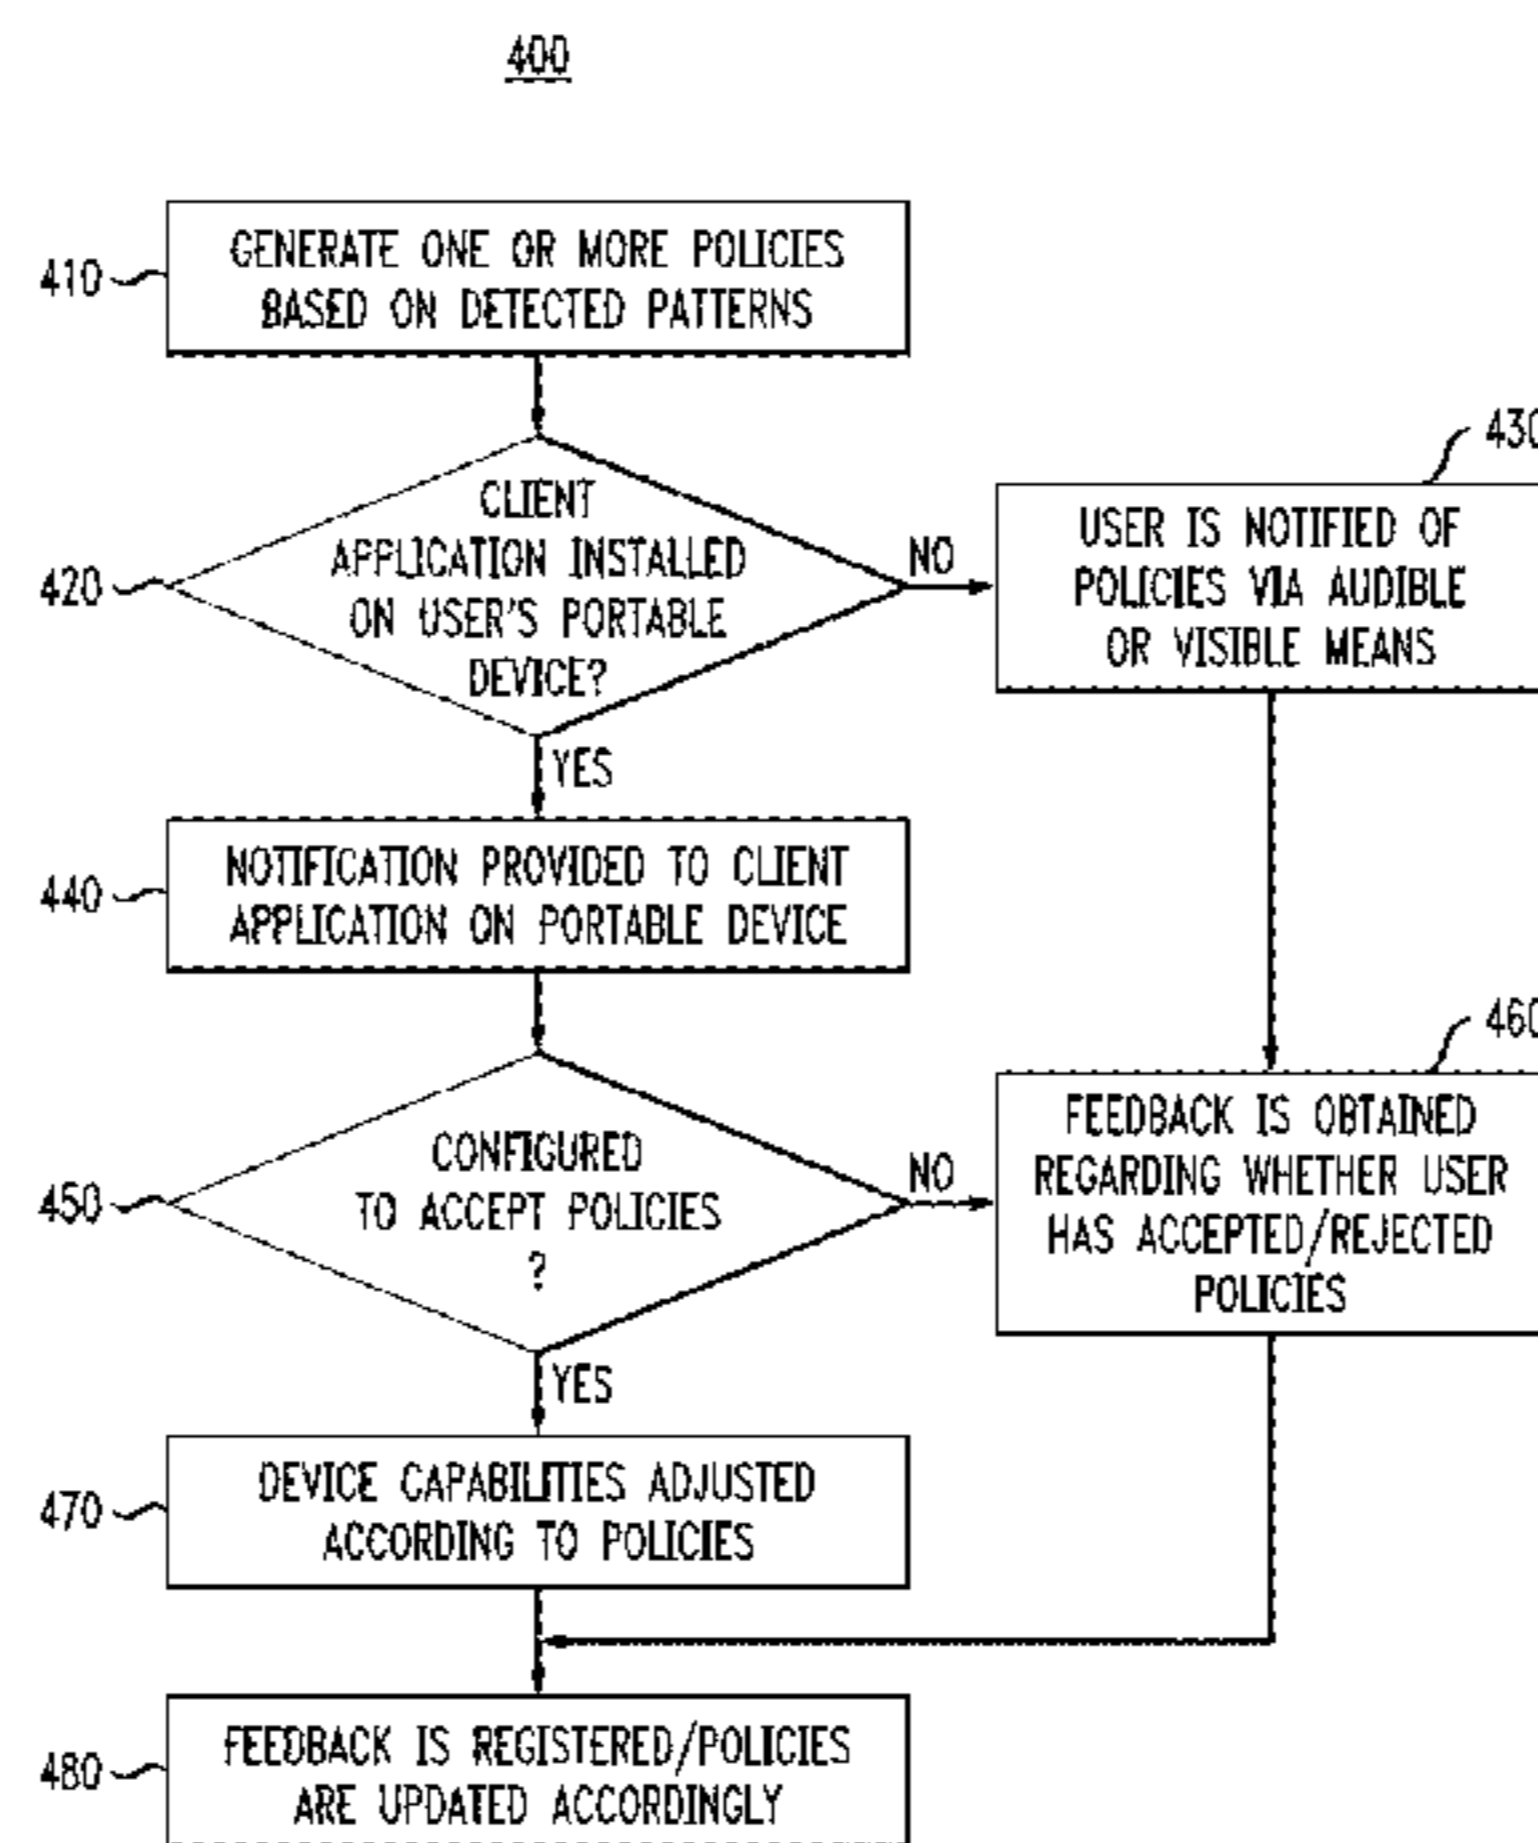 400
410
GENERATE ONE OR MORE POLICIES
BASED ON DETECTED PATTERNS
420
CLIENT
APPLICATION INSTALLED
ON USER'S PORTABLE
DEVICE?
NO
430
USER IS NOTIFIED OF
POLICIES VIA AUDIBLE
OR VISIBLE MEANS
YES
440
NOTIFICATION PROVIDED TO CLIENT
APPLICATION ON PORTABLE DEVICE
450
CONFIGURED
TO ACCEPT POLICIES
?
NO
460
FEEDBACK IS OBTAINED
REGARDING WHETHER USER
HAS ACCEPTED/REJECTED
POLICIES
YES
470
DEVICE CAPABILITIES ADJUSTED
ACCORDING TO POLICIES
480
FEEDBACK IS REGISTERED/POLICIES
ARE UPDATED ACCORDINGLY